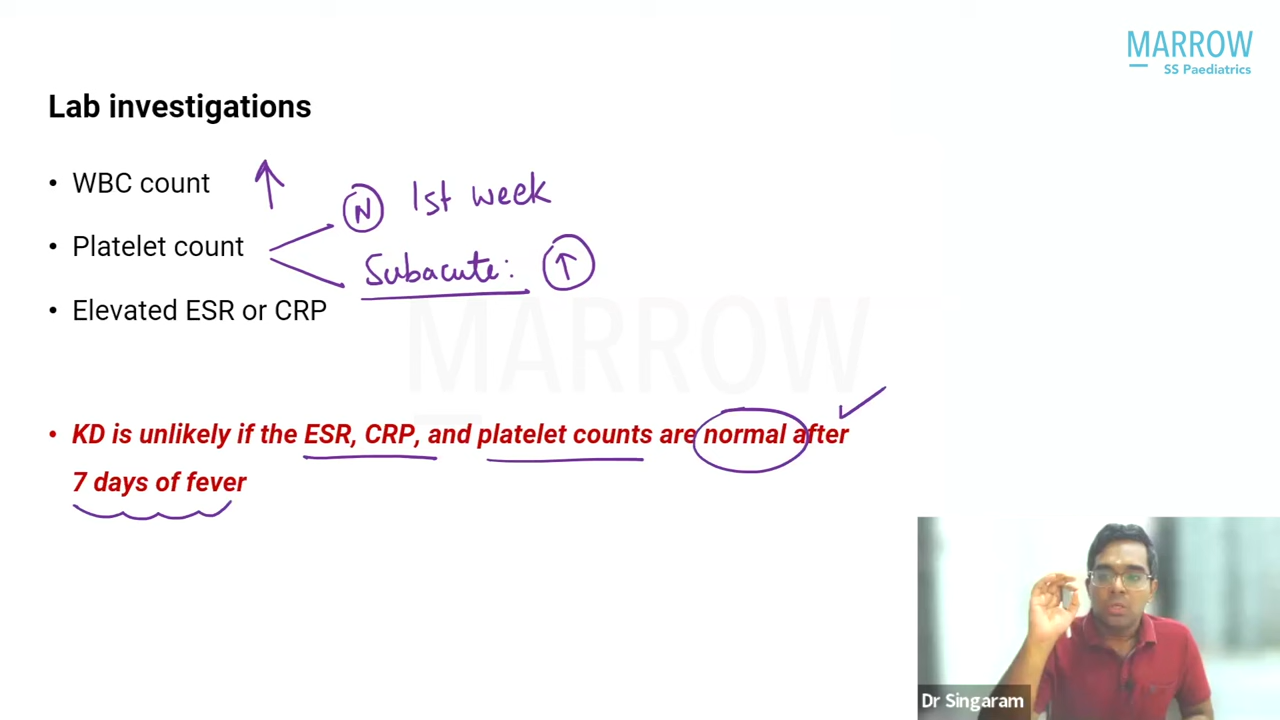 MARROW
SS Paediatrics
Lab investigations
• WBC count ↑
N 1st week
• Platelet count
Subacute: ↑
• Elevated ESR or CRP
MARROW
• KD is unlikely if the ESR, CRP, and platelet counts are normal after
7 days of fever
Dr Singaram